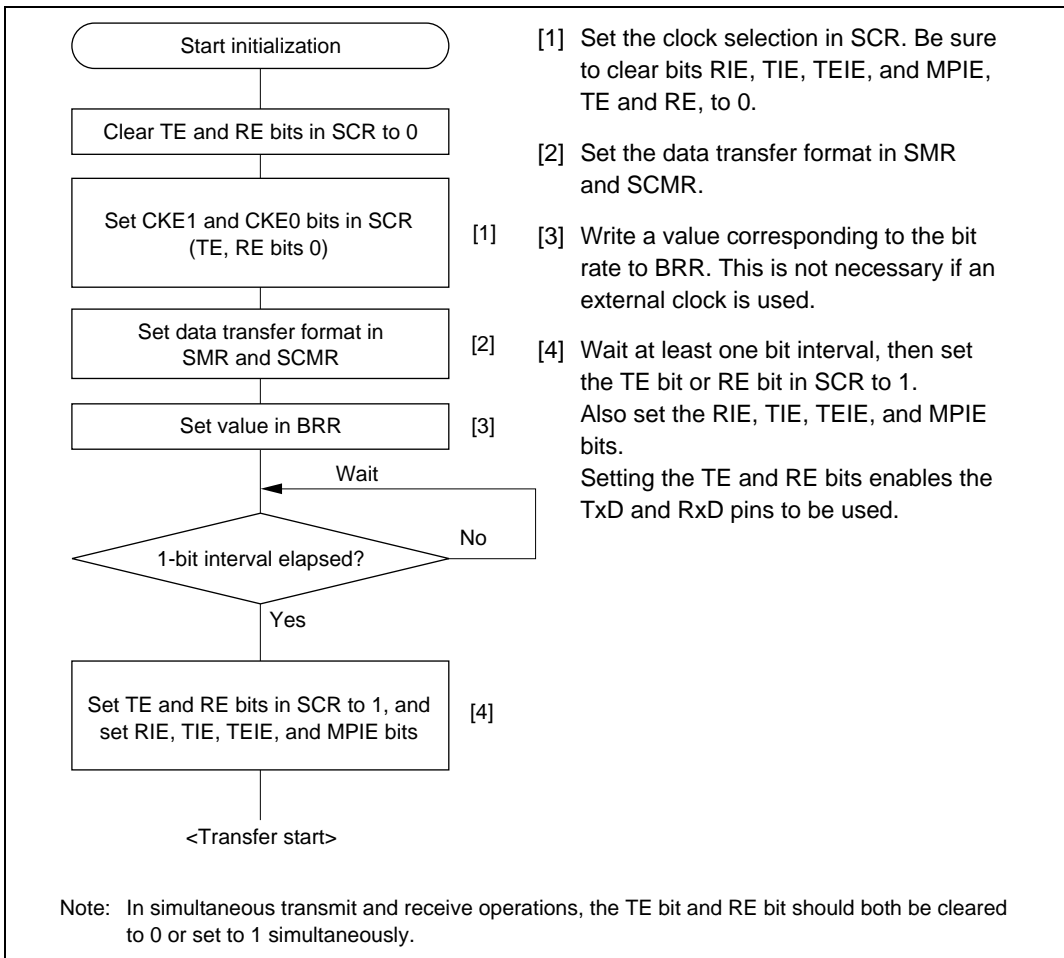 Start initialization
Clear TE and RE bits in SCR to 0
Set CKE1 and CKE0 bits in SCR
(TE, RE bits 0)
[1]
Set data transfer format in
SMR and SCMR
[2]
Set value in BRR
[3]
Wait
No
1-bit interval elapsed?
Yes
Set TE and RE bits in SCR to 1, and
set RIE, TIE, TEIE, and MPIE bits
[4]
<Transfer start>
[1] Set the clock selection in SCR. Be sure
to clear bits RIE, TIE, TEIE, and MPIE,
TE and RE, to 0.
[2] Set the data transfer format in SMR
and SCMR.
[3] Write a value corresponding to the bit
rate to BRR. This is not necessary if an
external clock is used.
[4] Wait at least one bit interval, then set
the TE bit or RE bit in SCR to 1.
Also set the RIE, TIE, TEIE, and MPIE
bits.
Setting the TE and RE bits enables the
TxD and RxD pins to be used.
Note: In simultaneous transmit and receive operations, the TE bit and RE bit should both be cleared
to 0 or set to 1 simultaneously.